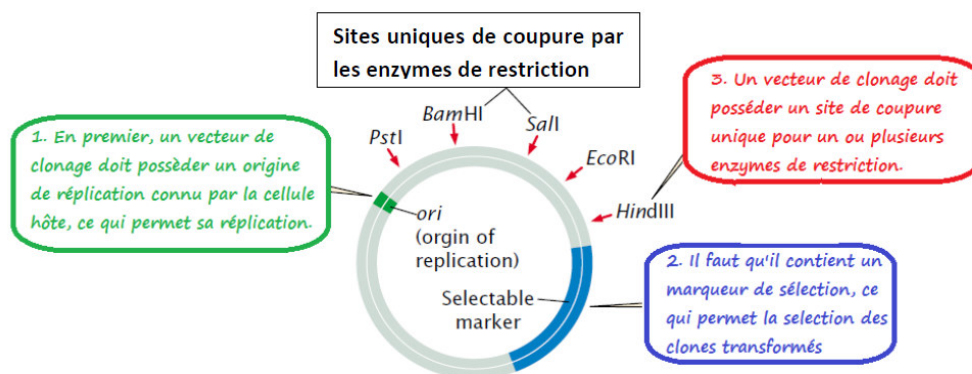 Sites uniques de coupure par
les enzymes de restriction
1. En premier, un vecteur de
clonage doit possèder un origine
de réplication connu par la cellule
hôte, ce qui permet sa réplication.
PstI
BamHI
SalI
EcoRI
HindIII
3. Un vecteur de clonage doit
posséder un site de coupure
unique pour un ou plusieurs
enzymes de restriction.
ori
(orgin of
replication)
Selectable
marker
2. Il faut qu'il contient un
marqueur de sélection, ce
qui permet la selection des
clones transformés